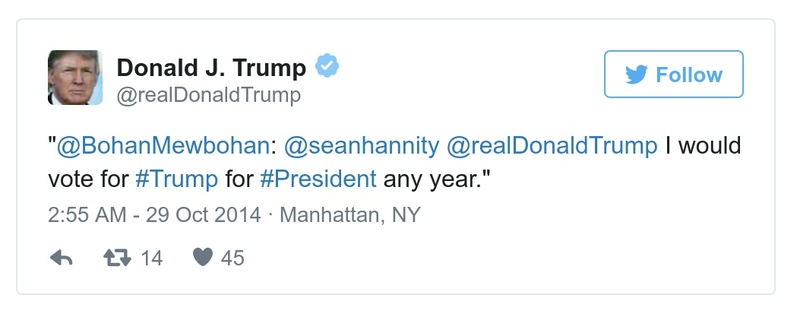 Donald J. Trump
Follow
@realDonaldTrump
"@BohanMewbohan: @seanhannity @realDonaldTrump I would
vote for #Trump for #President any year."
2:55 AM - 29 Oct 2014 · Manhattan, NY
14 45